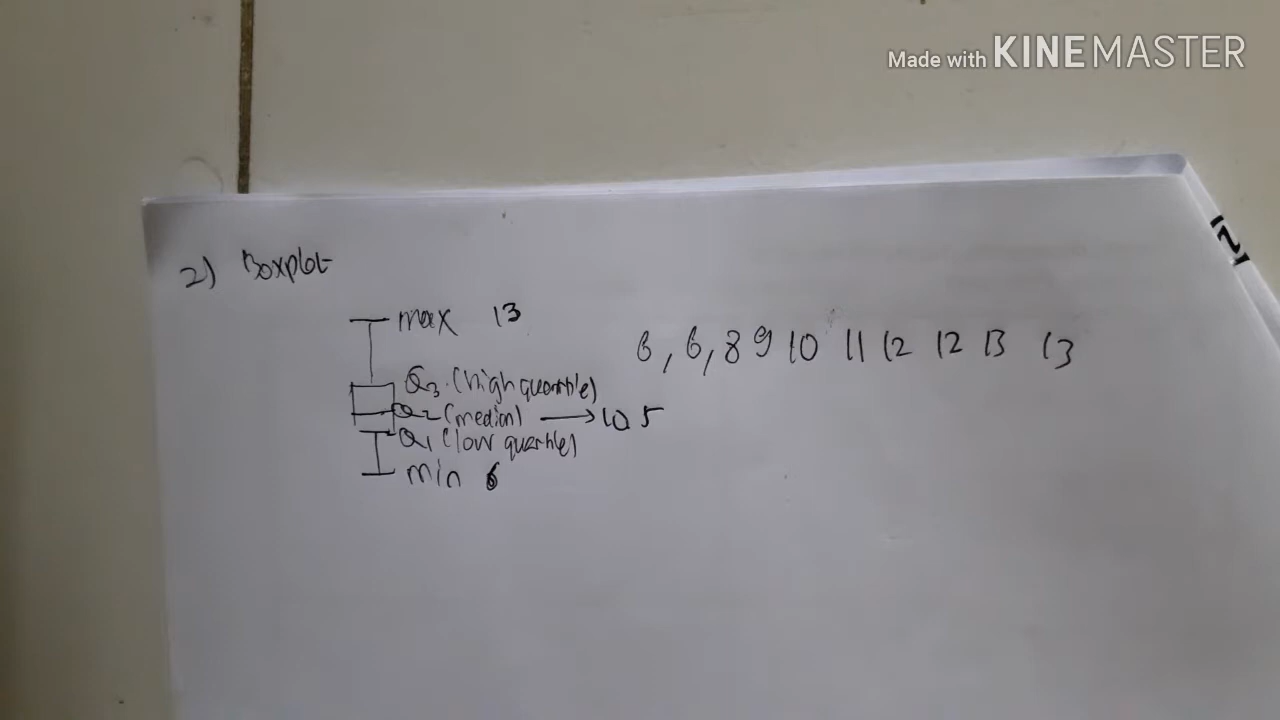 Made with KINEMASTER
2) Boxplot
max 13
6, 6, 8 9 10 11 12 12 13 13
Q3 (high quartile)
Q2 (median) → 10.5
Q1 (low quartile)
min 6